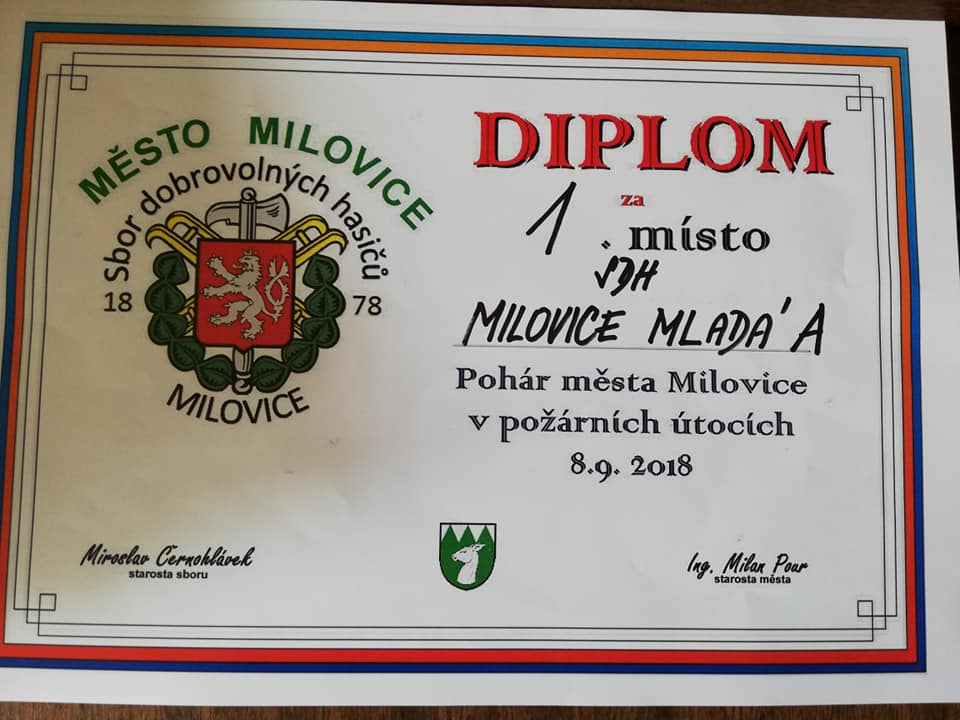 MĚSTO MILOVICE
Sbor dobrovolných hasičů
18 78
MILOVICE
DIPLOM
za
1. místo
SDH
MILOVICE MLADÁ A
Pohár města Milovice
v požárních útocích
8.9. 2018
Miroslav Černohlávek
starosta sboru
Ing. Milan Pour
starosta města